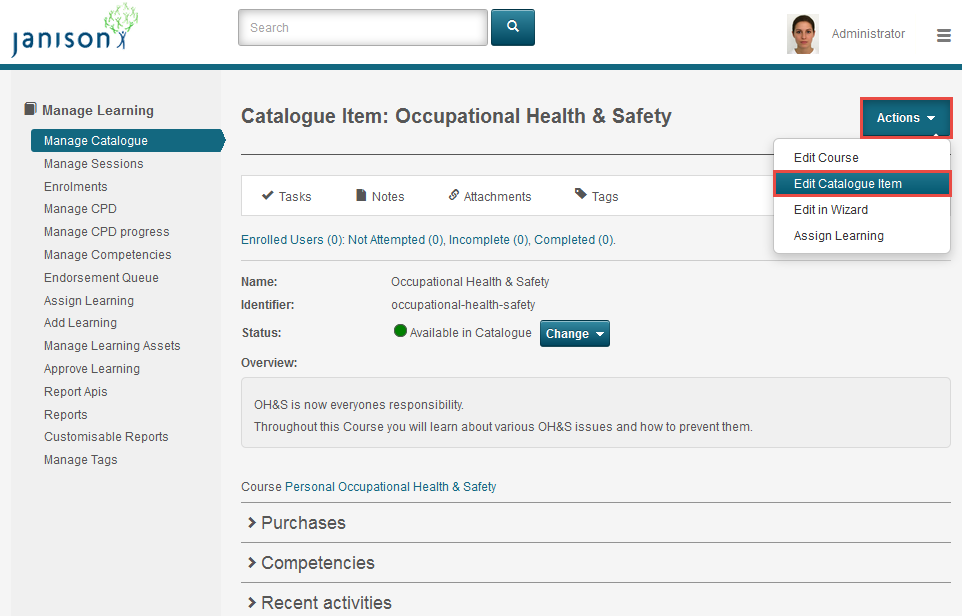 janison
Search
Administrator
Manage Learning
Manage Catalogue
Manage Sessions
Enrolments
Manage CPD
Manage CPD progress
Manage Competencies
Endorsement Queue
Assign Learning
Add Learning
Manage Learning Assets
Approve Learning
Report Apis
Reports
Customisable Reports
Manage Tags
Catalogue Item: Occupational Health & Safety
Actions
Edit Course
Edit Catalogue Item
Edit in Wizard
Assign Learning
Tasks Notes Attachments Tags
Enrolled Users (0): Not Attempted (0), Incomplete (0), Completed (0).
Name: Occupational Health & Safety
Identifier: occupational-health-safety
Status: Available in Catalogue Change
Overview:
OH&S is now everyones responsibility.
Throughout this Course you will learn about various OH&S issues and how to prevent them.
Course Personal Occupational Health & Safety
Purchases
Competencies
Recent activities